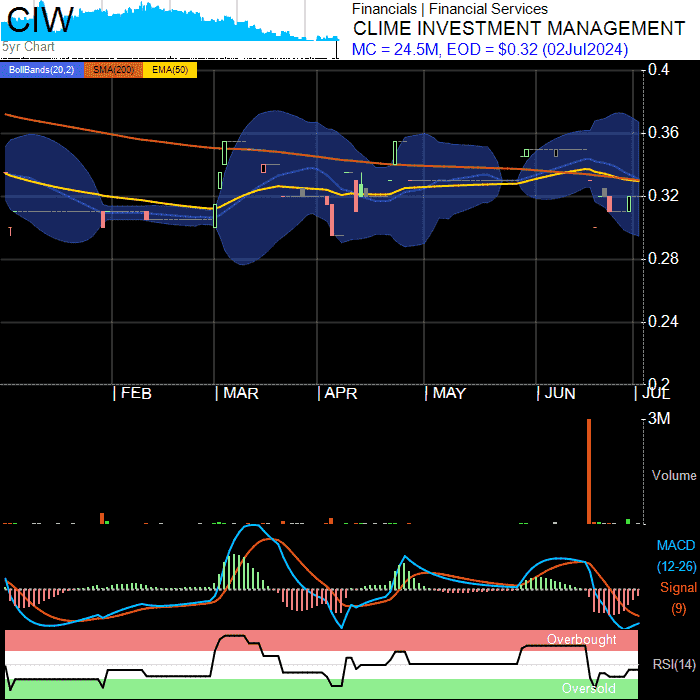 CIW
Financials | Financial Services
CLIME INVESTMENT MANAGEMENT
5yr Chart
MC = 24.5M, EOD = $0.32 (02Jul2024)
BollBands(20,2) SMA(200) EMA(50)
0.4
0.36
0.32
0.28
0.24
0.2
FEB MAR APR MAY JUN JUL
3M
Volume
MACD
(12-26)
Signal
(9)
Overbought
RSI(14)
Oversold